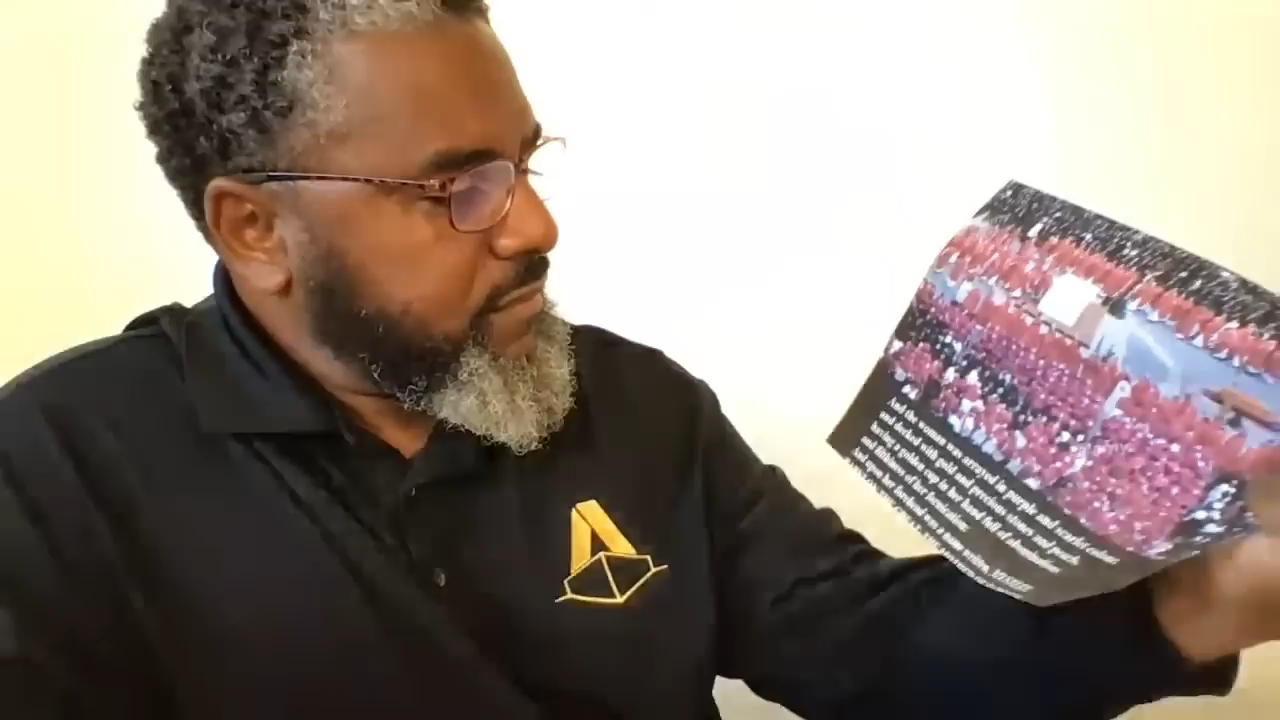 And the woman was arrayed in purple and scarlet colour
and decked with gold and precious stones and pearls
having a golden cup in her hand full of abominations
and filthiness of her fornication:
And upon her forehead was a name written, MYSTERY